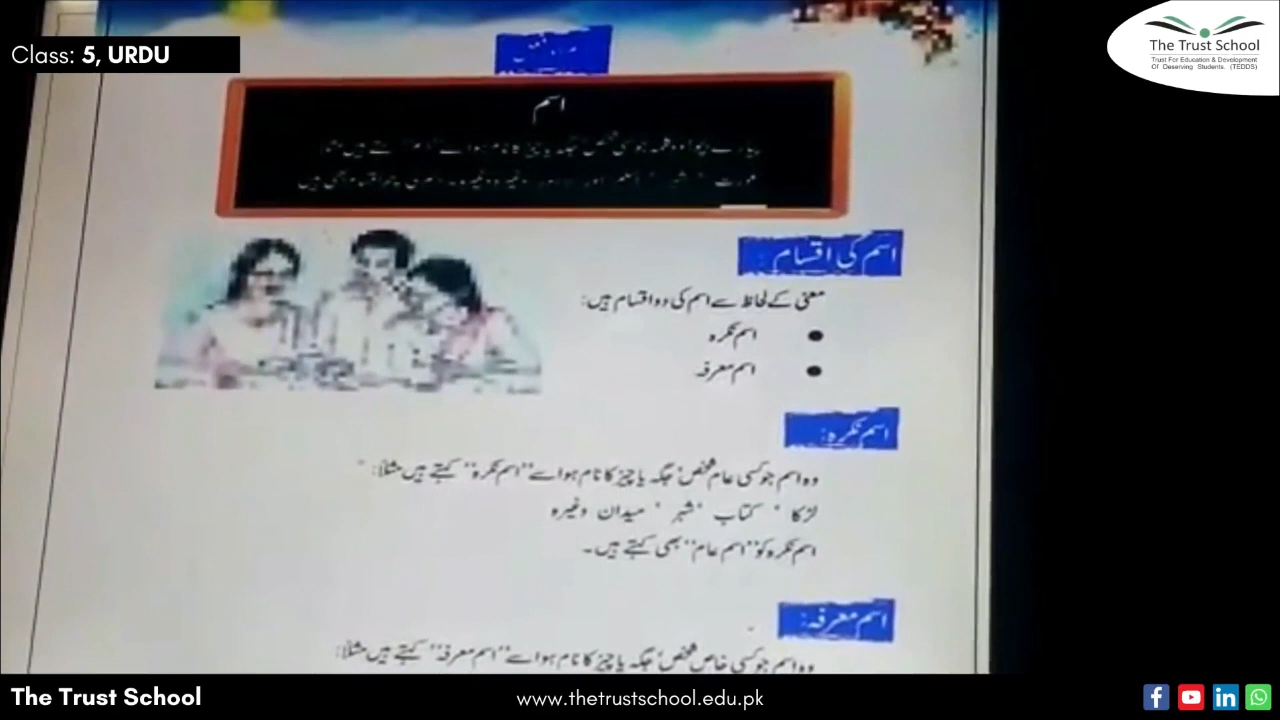 Class: 5, URDU
The Trust School
Trust For Education & Development
Of Deserving Students. (TEDDS)
اسم
اسم کی اقسام
معنی کے لحاظ سے اسم کی دو اقسام ہیں:
اسم نکرہ
اسم معرفہ
اسم نکرہ:
وہ اسم جو کسی عام شخص' جگہ یا چیز کا نام ہو اسے "اسم نکرہ" کہتے ہیں مثلاً:
لڑکا ' کتاب ' شہر ' میدان وغیرہ
اسم نکرہ کو "اسم عام" بھی کہتے ہیں۔
اسم معرفہ:
وہ اسم جو کسی خاص شخص' جگہ یا چیز کا نام ہو اسے "اسم معرفہ" کہتے ہیں مثلاً:
The Trust School
www.thetrustschool.edu.pk